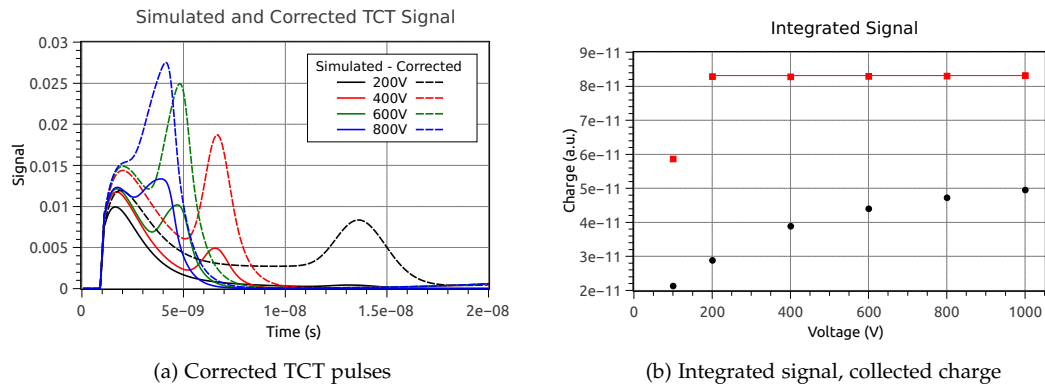 Simulated and Corrected TCT Signal
Signal
0.03
0.025
0.02
0.015
0.01
0.005
0
Simulated - Corrected
200V
400V
600V
800V
0 5e-09 1e-08 1.5e-08 2e-08
Time (s)
(a) Corrected TCT pulses
Integrated Signal
Charge (a.u.)
9e-11
8e-11
7e-11
6e-11
5e-11
4e-11
3e-11
2e-11
0 200 400 600 800 1000
Voltage (V)
(b) Integrated signal, collected charge